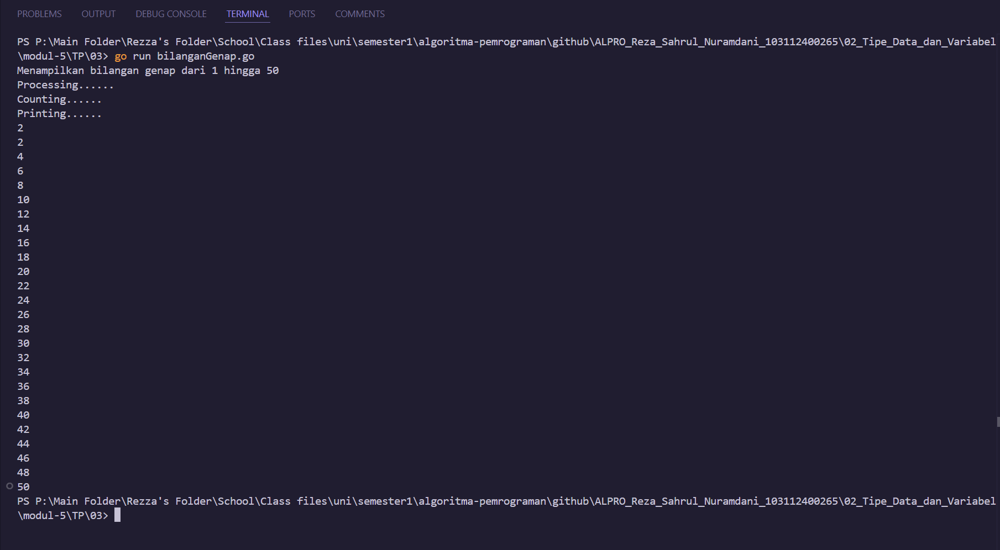 PROBLEMS OUTPUT DEBUG CONSOLE TERMINAL PORTS COMMENTS
PS P:\Main Folder\Rezza's Folder\School\Class files\uni\semester1\algoritma-pemrograman\github\ALPRO_Reza_Sahrul_Nuramdani_103112400265\02_Tipe_Data_dan_Variabel
\modul-5\TP\03> go run bilanganGenap.go
Menampilkan bilangan genap dari 1 hingga 50
Processing......
Counting......
Printing......
2
2
4
6
8
10
12
14
16
18
20
22
24
26
28
30
32
34
36
38
40
42
44
46
48
50
PS P:\Main Folder\Rezza's Folder\School\Class files\uni\semester1\algoritma-pemrograman\github\ALPRO_Reza_Sahrul_Nuramdani_103112400265\02_Tipe_Data_dan_Variabel
\modul-5\TP\03>